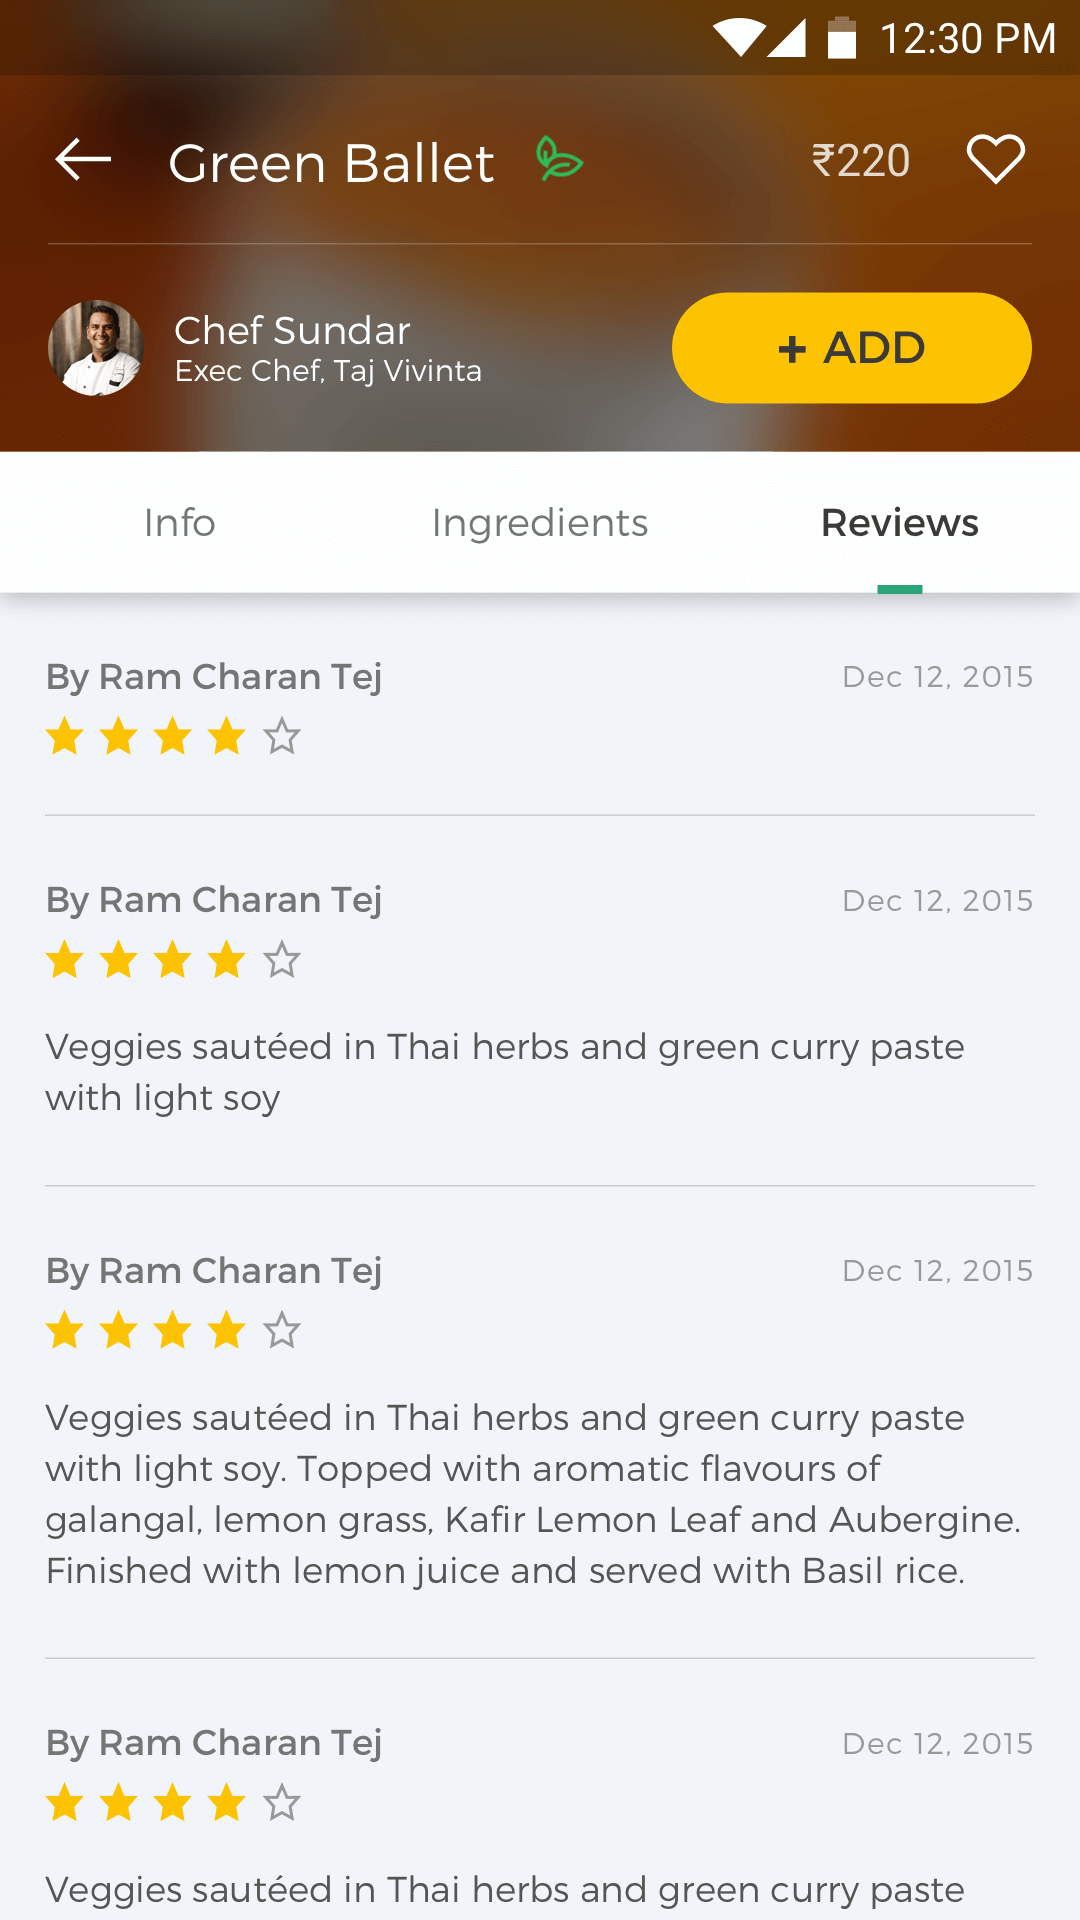 12:30 PM
Green Ballet ₹220
Chef Sundar
Exec Chef, Taj Vivinta
+ ADD
Info Ingredients Reviews
By Ram Charan Tej Dec 12, 2015
By Ram Charan Tej Dec 12, 2015
Veggies sautéed in Thai herbs and green curry paste
with light soy
By Ram Charan Tej Dec 12, 2015
Veggies sautéed in Thai herbs and green curry paste
with light soy. Topped with aromatic flavours of
galangal, lemon grass, Kafir Lemon Leaf and Aubergine.
Finished with lemon juice and served with Basil rice.
By Ram Charan Tej Dec 12, 2015
Veggies sautéed in Thai herbs and green curry paste